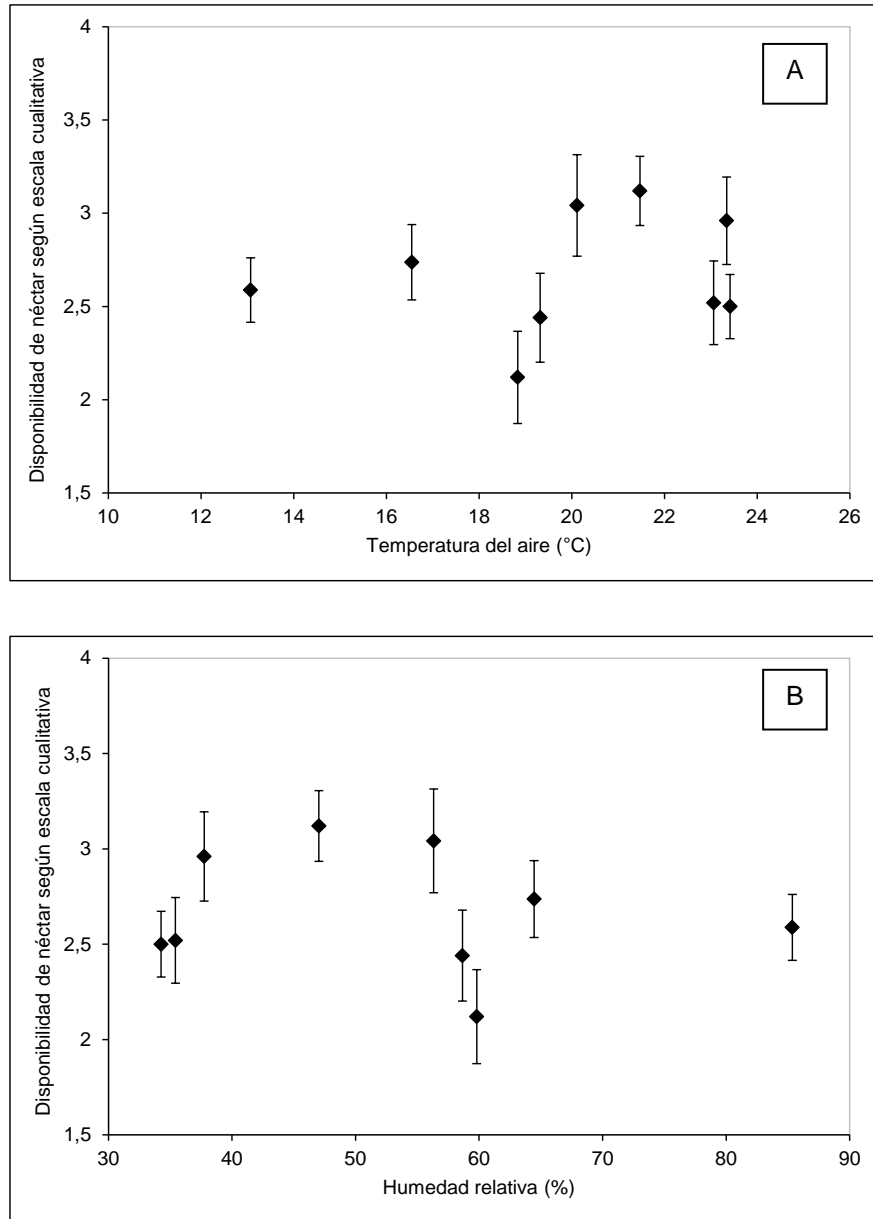 A
Disponibilidad de néctar según escala cualitativa
4
3,5
3
2,5
2
1,5
10 12 14 16 18 20 22 24 26
Temperatura del aire (°C)
B
Disponibilidad de néctar según escala cualitativa
4
3,5
3
2,5
2
1,5
30 40 50 60 70 80 90
Humedad relativa (%)